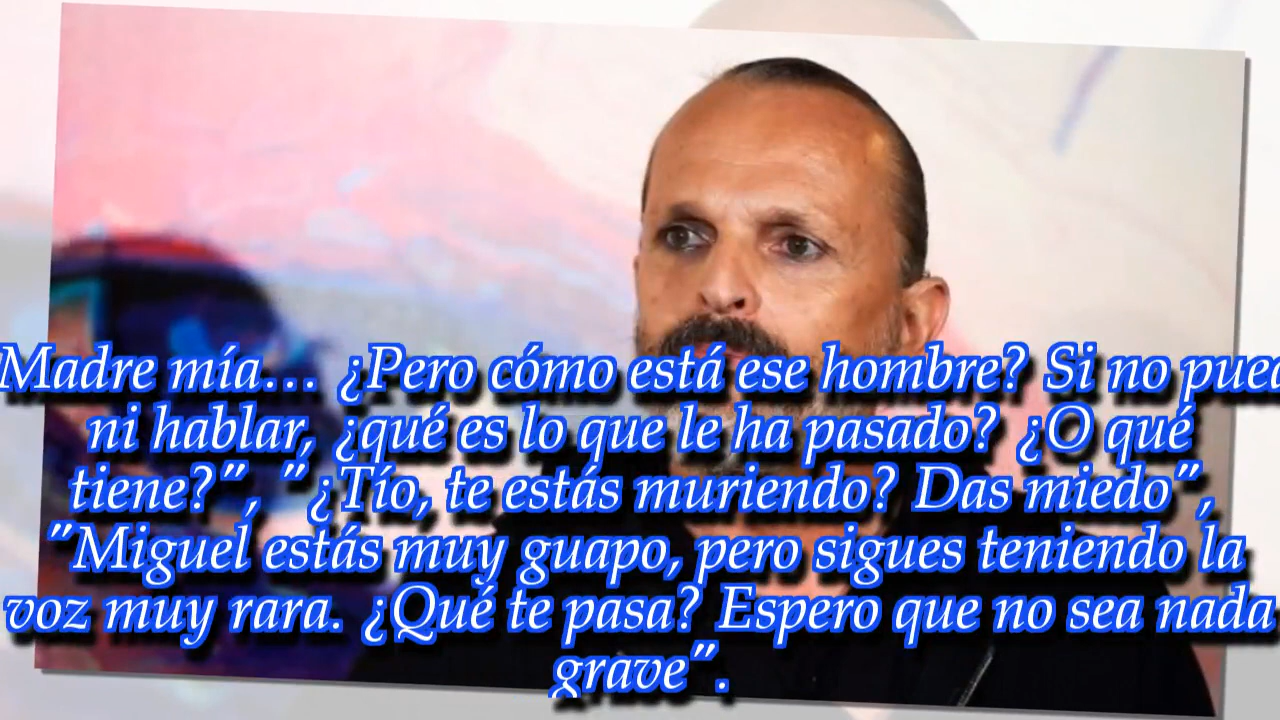 Madre mía... ¿Pero cómo está ese hombre? Si no
ni hablar, ¿qué es lo que le ha pasado? ¿O qué
tiene?", "¿Tío, te estás muriendo? Das miedo",
"Miguel estás muy guapo, pero sigues teniendo la
voz muy rara. ¿Qué te pasa? Espero que no sea nada
grave".